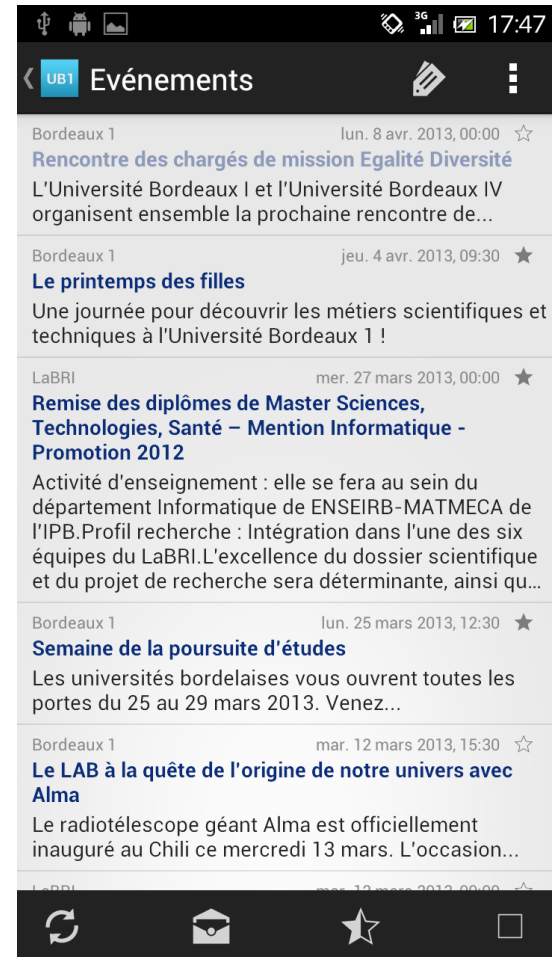 3G 17:47
UB1 Evénements
Bordeaux 1 lun. 8 avr. 2013, 00:00
Rencontre des chargés de mission Egalité Diversité
L'Université Bordeaux I et l'Université Bordeaux IV
organisent ensemble la prochaine rencontre de...
Bordeaux 1 jeu. 4 avr. 2013, 09:30
Le printemps des filles
Une journée pour découvrir les métiers scientifiques et
techniques à l'Université Bordeaux 1 !
LaBRI mer. 27 mars 2013, 00:00
Remise des diplômes de Master Sciences,
Technologies, Santé – Mention Informatique -
Promotion 2012
Activité d'enseignement : elle se fera au sein du
département Informatique de ENSEIRB-MATMECA de
l'IPB.Profil recherche : Intégration dans l'une des six
équipes du LaBRI.L'excellence du dossier scientifique
et du projet de recherche sera déterminante, ainsi qu...
Bordeaux 1 lun. 25 mars 2013, 12:30
Semaine de la poursuite d'études
Les universités bordelaises vous ouvrent toutes les
portes du 25 au 29 mars 2013. Venez...
Bordeaux 1 mar. 12 mars 2013, 15:30
Le LAB à la quête de l'origine de notre univers avec
Alma
Le radiotélescope géant Alma est officiellement
inauguré au Chili ce mercredi 13 mars. L'occasion...
LaBRI mar. 12 mars 2013, 00:00